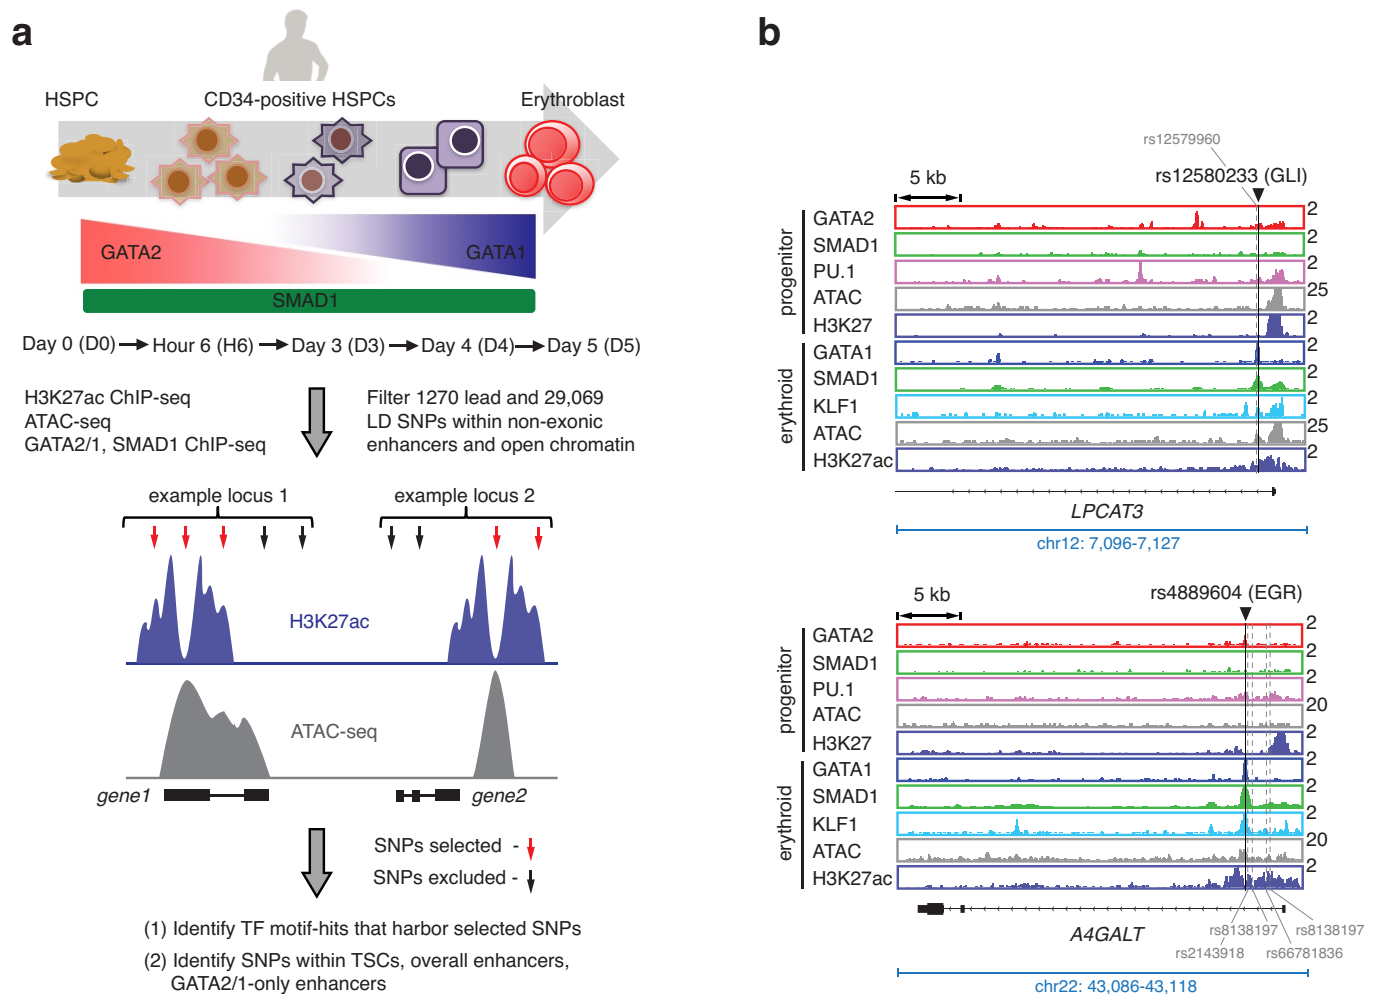 a
HSPC
CD34-positive HSPCs
Erythroblast
GATA2
GATA1
SMAD1
Day 0 (D0)
Hour 6 (H6)
Day 3 (D3)
Day 4 (D4)
Day 5 (D5)
H3K27ac ChIP-seq
ATAC-seq
GATA2/1, SMAD1 ChIP-seq
Filter 1270 lead and 29,069
LD SNPs within non-exonic
enhancers and open chromatin
example locus 1
example locus 2
H3K27ac
ATAC-seq
gene1
gene2
SNPs selected -
SNPs excluded -
(1) Identify TF motif-hits that harbor selected SNPs
(2) Identify SNPs within TSCs, overall enhancers,
GATA2/1-only enhancers
b
rs12579960
rs12580233 (GLI)
5 kb
progenitor
GATA2 2
SMAD1 2
PU.1 2
ATAC 25
H3K27 2
erythroid
GATA1 2
SMAD1 2
KLF1 2
ATAC 25
H3K27ac 2
LPCAT3
chr12: 7,096-7,127
rs4889604 (EGR)
5 kb
progenitor
GATA2 2
SMAD1 2
PU.1 2
ATAC 20
H3K27 2
erythroid
GATA1 2
SMAD1 2
KLF1 2
ATAC 20
H3K27ac 2
A4GALT
rs8138197
rs8138197
rs2143918
rs66781836
chr22: 43,086-43,118